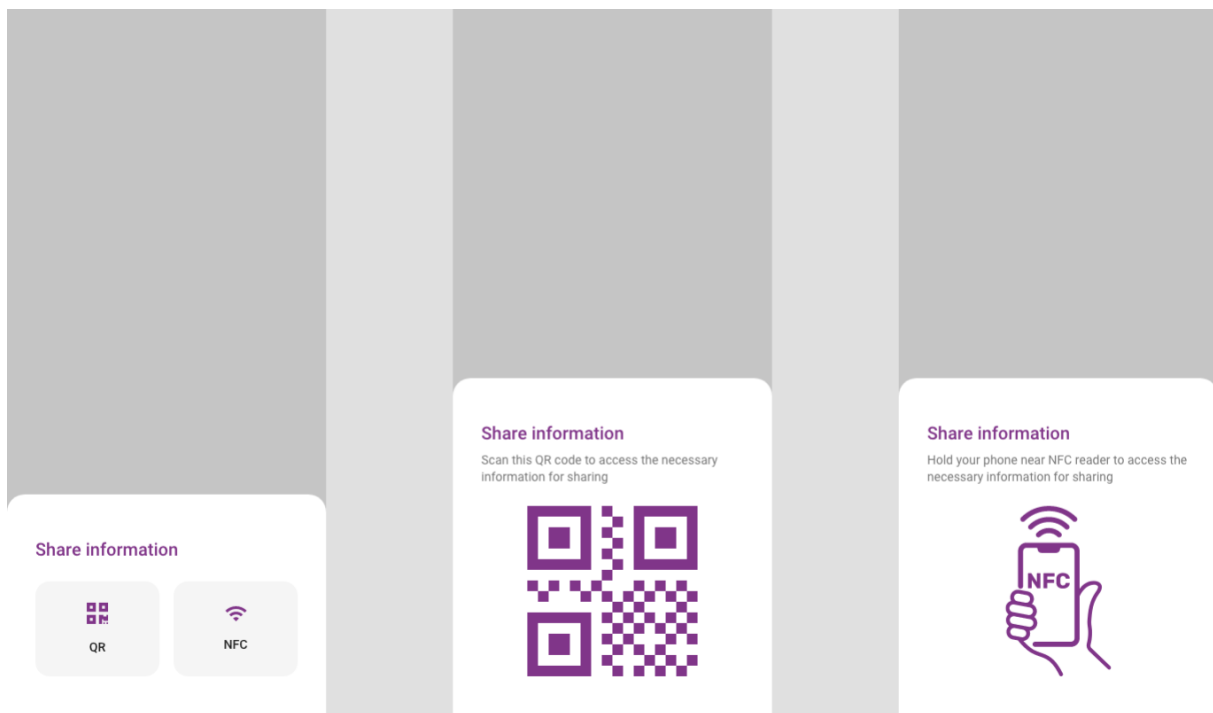 Share information
QR
NFC
Share information
Scan this QR code to access the necessary
information for sharing
Share information
Hold your phone near NFC reader to access the
necessary information for sharing
NFC